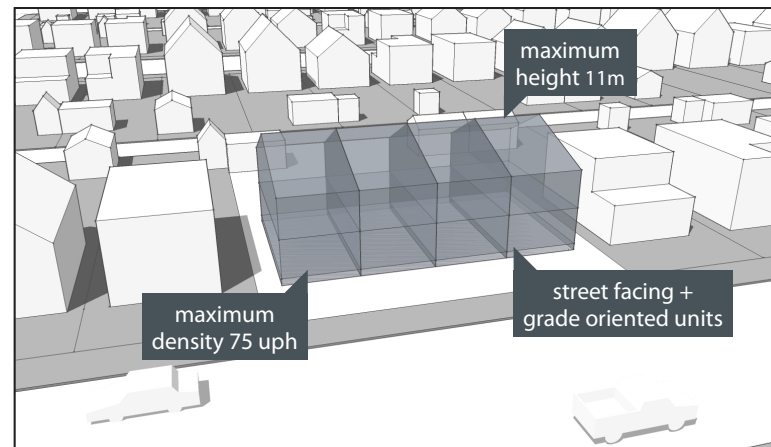 maximum
height 11m
street facing +
grade oriented units
maximum
density 75 uph